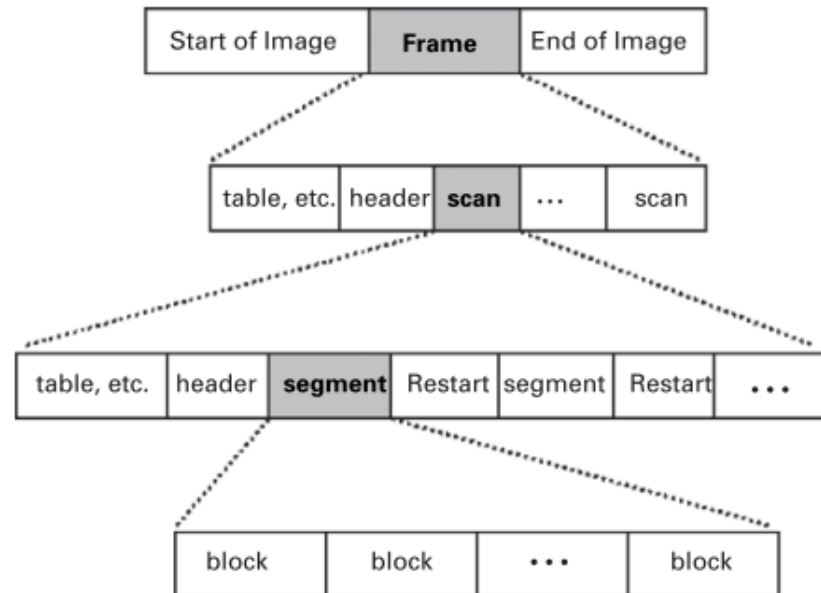 Start of Image Frame End of Image
table, etc. header scan ... scan
table, etc. header segment Restart segment Restart ...
block block ... block